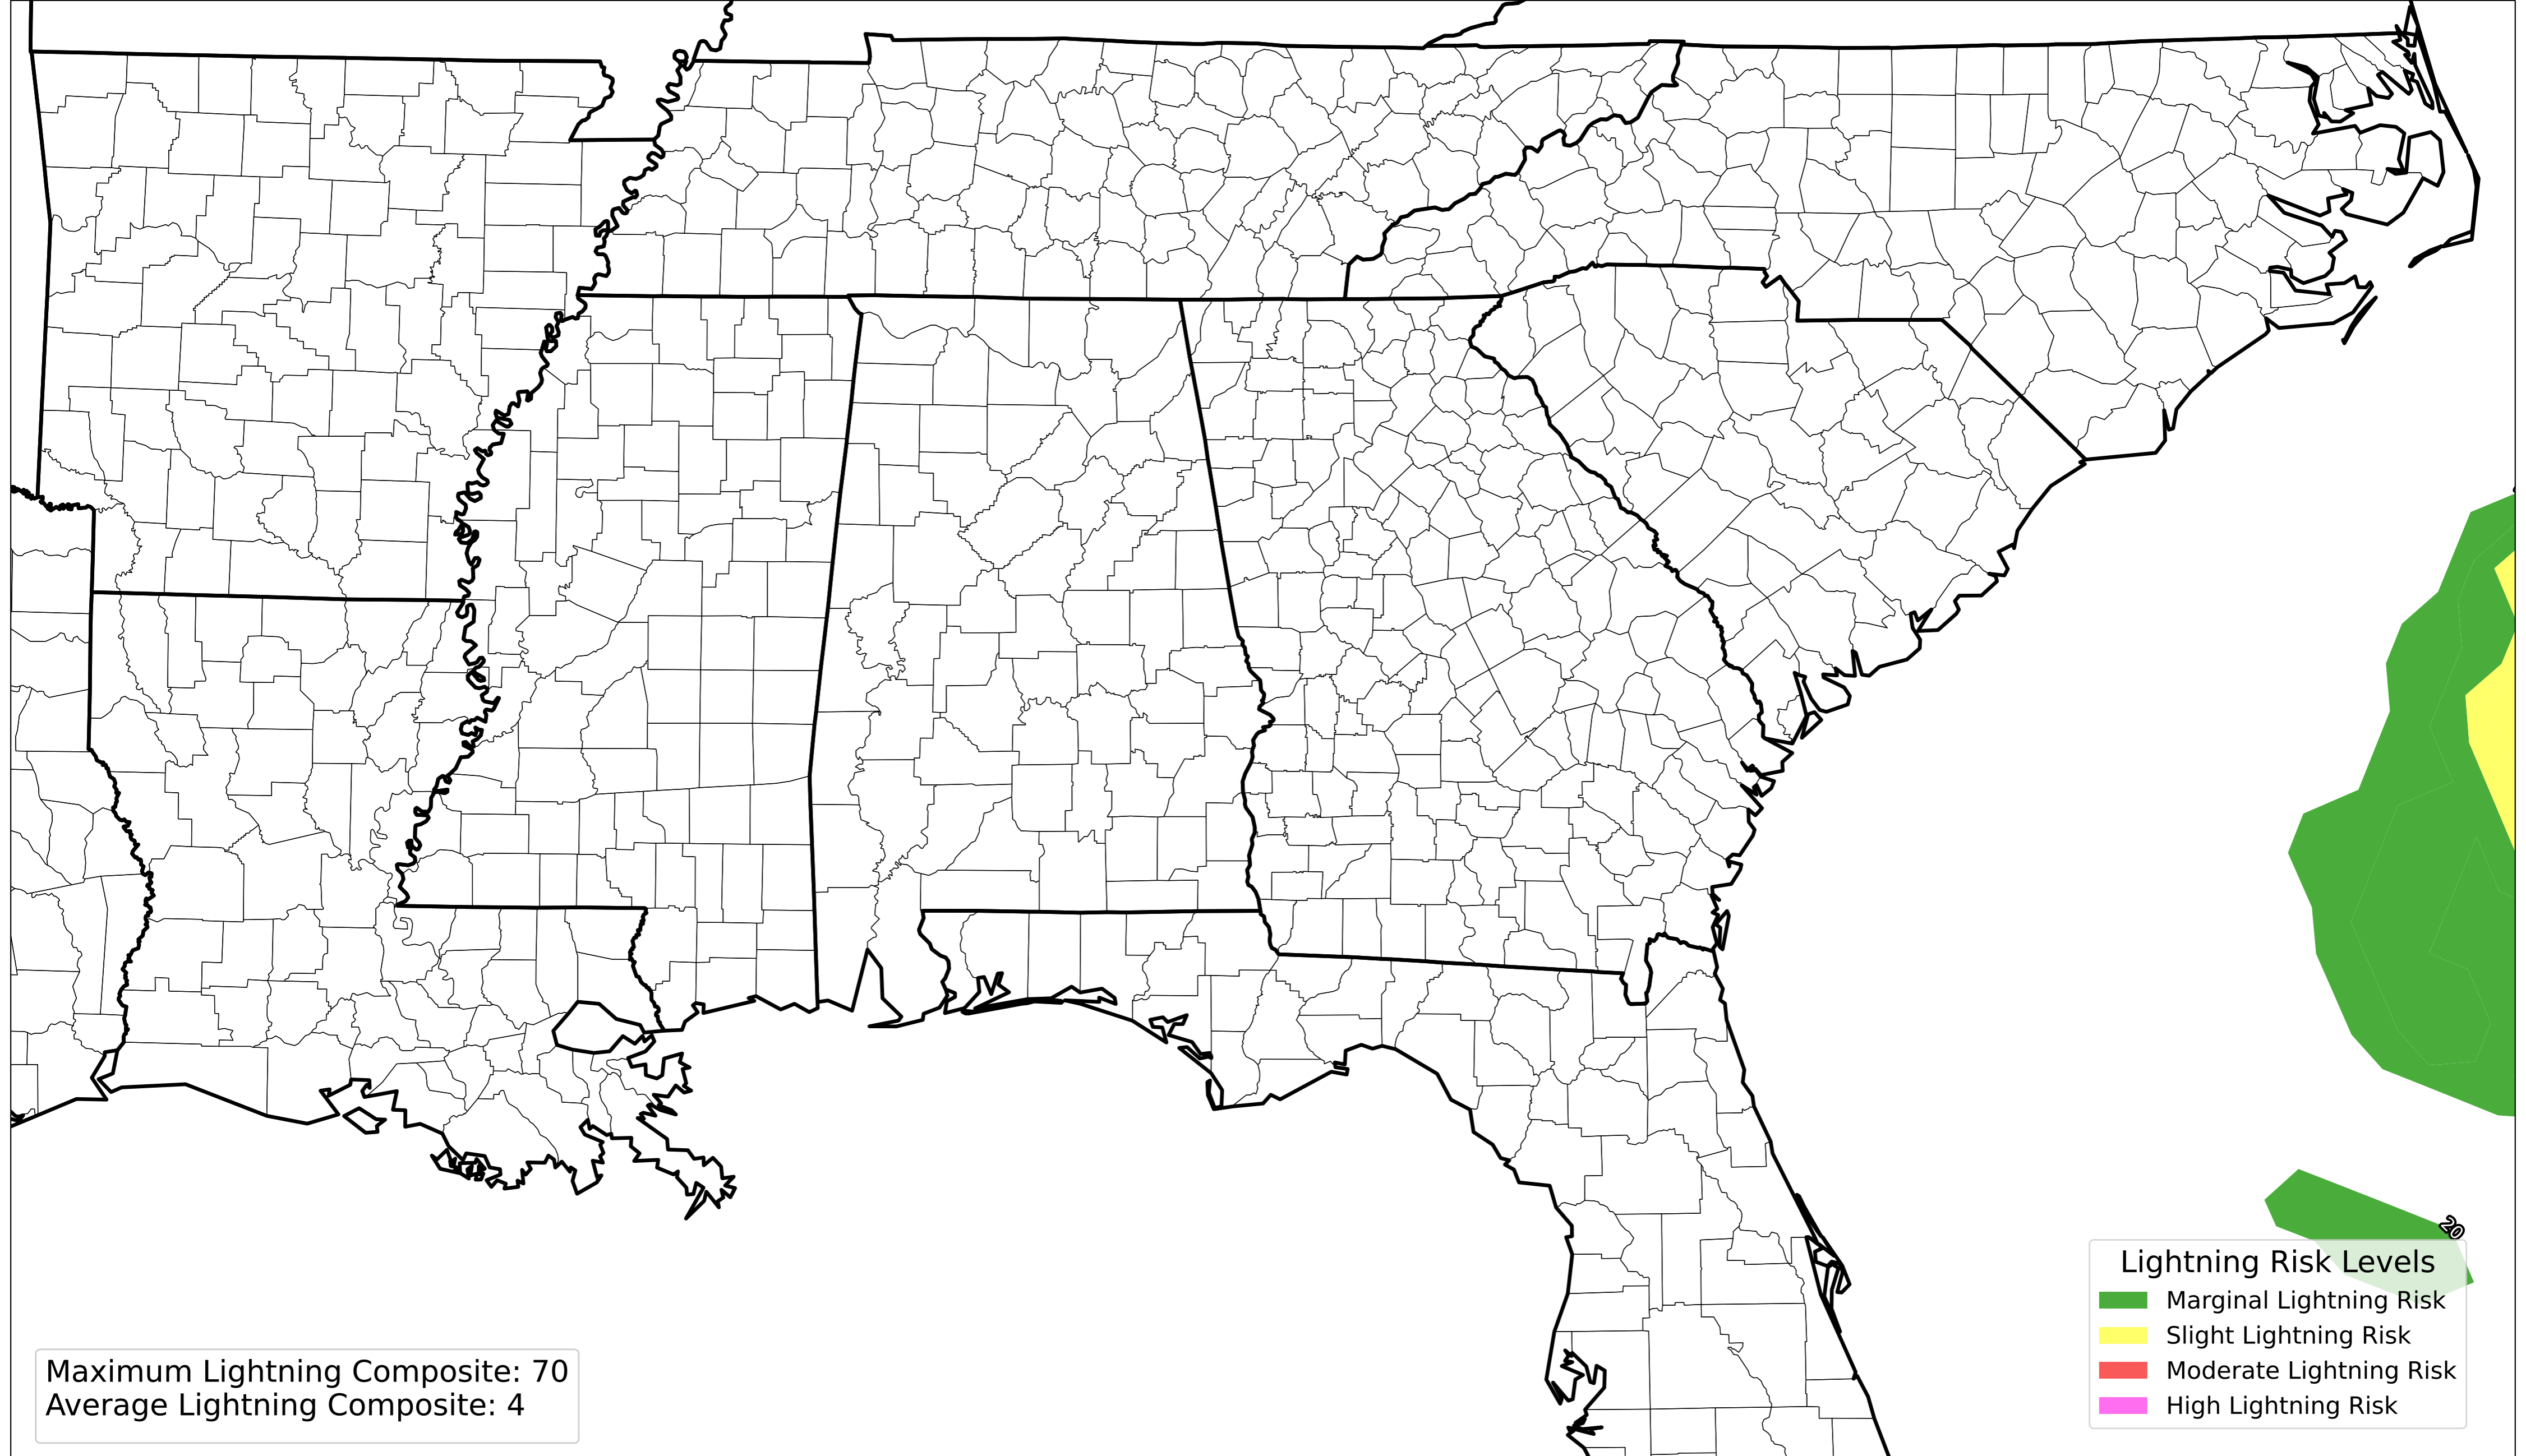 20
Lightning Risk Levels
Marginal Lightning Risk
Slight Lightning Risk
Moderate Lightning Risk
High Lightning Risk
Maximum Lightning Composite: 70
Average Lightning Composite: 4